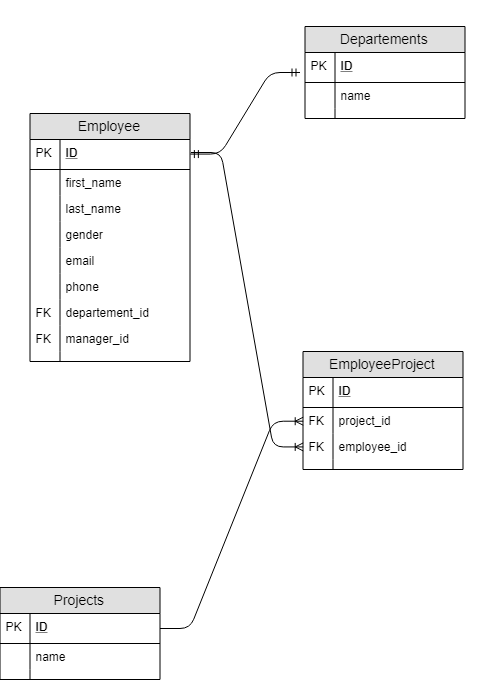 Departements
PK ID
name
Employee
PK ID
first_name
last_name
gender
email
phone
FK departement_id
FK manager_id
EmployeeProject
PK ID
FK project_id
FK employee_id
Projects
PK ID
name